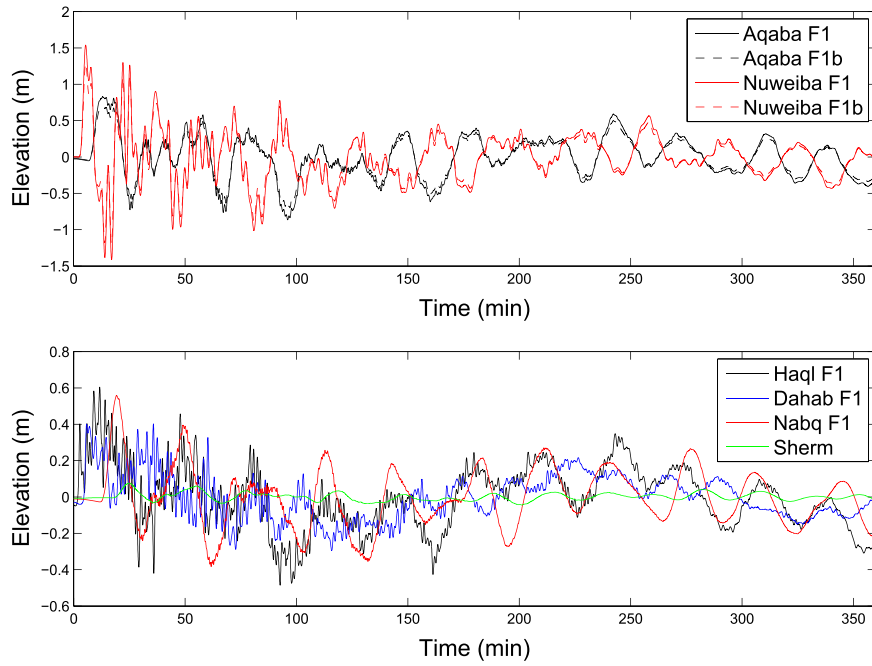 2
1.5
1
0.5
0
−0.5
−1
−1.5
Elevation (m)
0 50 100 150 200 250 300 350
Time (min)
Aqaba F1
Aqaba F1b
Nuweiba F1
Nuweiba F1b
0.8
0.6
0.4
0.2
0
−0.2
−0.4
−0.6
Elevation (m)
0 50 100 150 200 250 300 350
Time (min)
Haql F1
Dahab F1
Nabq F1
Sherm